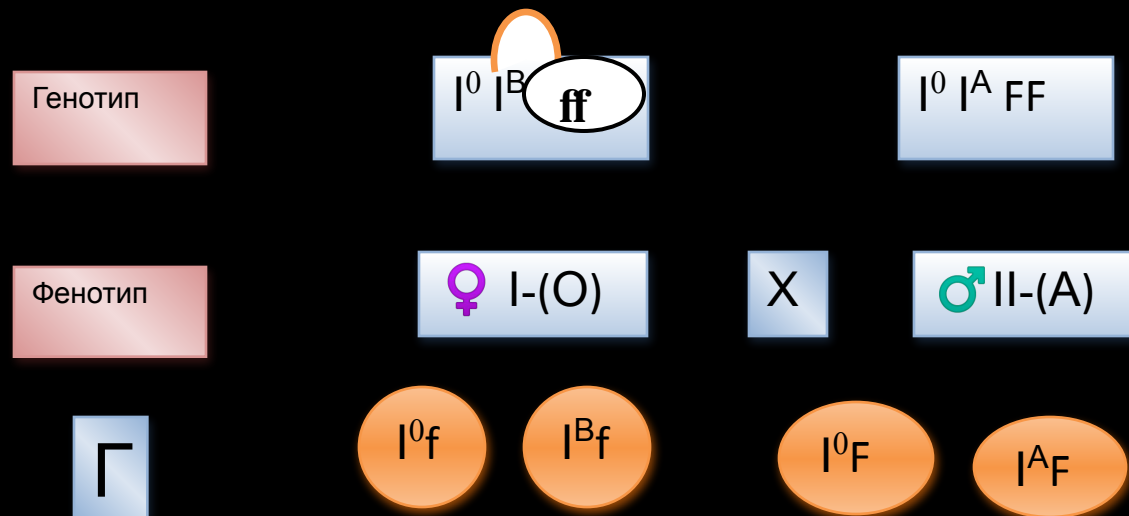 Генотип
I⁰ Iᴮ ff
I⁰ Iᴬ FF
Фенотип
♀ I-(O)
X
♂ II-(A)
Г
I⁰f
Iᴮf
I⁰F
IᴬF